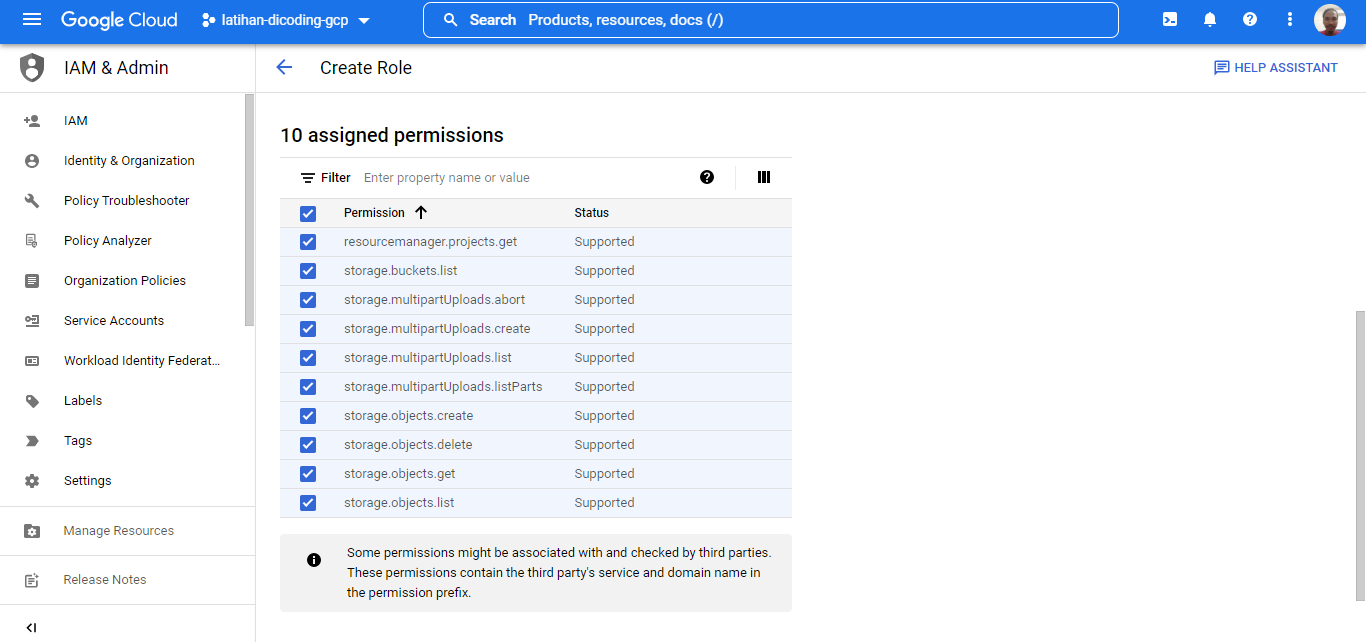 Google Cloud
latihan-dicoding-gcp
Search Products, resources, docs (/)
IAM & Admin
Create Role
HELP ASSISTANT
IAM
Identity & Organization
Policy Troubleshooter
Policy Analyzer
Organization Policies
Service Accounts
Workload Identity Federat...
Labels
Tags
Settings
Manage Resources
Release Notes
10 assigned permissions
Filter Enter property name or value
Permission Status
resourcemanager.projects.get Supported
storage.buckets.list Supported
storage.multipartUploads.abort Supported
storage.multipartUploads.create Supported
storage.multipartUploads.list Supported
storage.multipartUploads.listParts Supported
storage.objects.create Supported
storage.objects.delete Supported
storage.objects.get Supported
storage.objects.list Supported
Some permissions might be associated with and checked by third parties.
These permissions contain the third party's service and domain name in
the permission prefix.